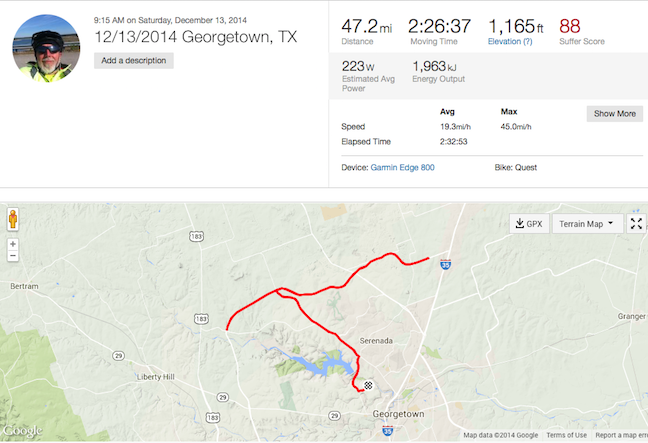 9:15 AM on Saturday, December 13, 2014
12/13/2014 Georgetown, TX
Add a description
47.2mi 2:26:37 1,165ft 88
Distance Moving Time Elevation (?) Suffer Score
223W 1,963kJ
Estimated Avg Power Energy Output
Avg Max
Show More
Speed 19.3mi/h 45.0mi/h
Elapsed Time 2:32:53
Device: Garmin Edge 800 Bike: Quest
GPX Terrain Map
+
−
183
35
183
Bertram
183
Granger
Serenada
29
Liberty Hill
29
29
Georgetown
35
Google
Map data ©2014 Google Terms of Use Report a map err